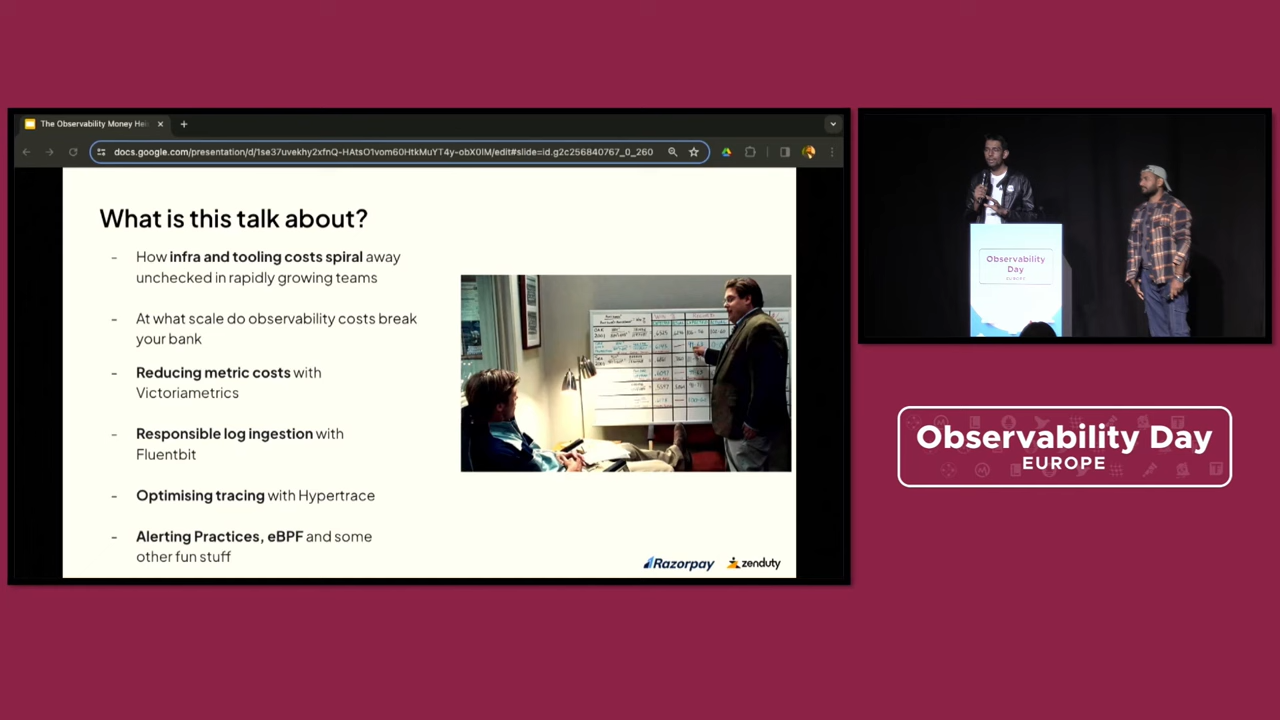 The Observability Money Hei
docs.google.com/presentation/d/1se37uvekhy2xfnQ-HAtsO1vom60HtkMuYT4y-obX0lM/edit#slide=id.g2c256840767_0_260
What is this talk about?
- How infra and tooling costs spiral away
unchecked in rapidly growing teams
- At what scale do observability costs break
your bank
- Reducing metric costs with
Victoriametrics
- Responsible log ingestion with
Fluentbit
- Optimising tracing with Hypertrace
- Alerting Practices, eBPF and some
other fun stuff
Razorpay
zenduty
Observability
Day
EUROPE
Observability Day
EUROPE